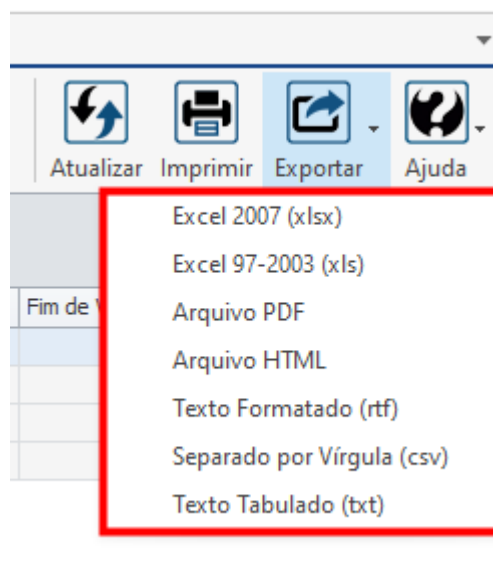 Atualizar Imprimir Exportar Ajuda
Excel 2007 (xlsx)
Excel 97-2003 (xls)
Fim de
Arquivo PDF
Arquivo HTML
Texto Formatado (rtf)
Separado por Vírgula (csv)
Texto Tabulado (txt)